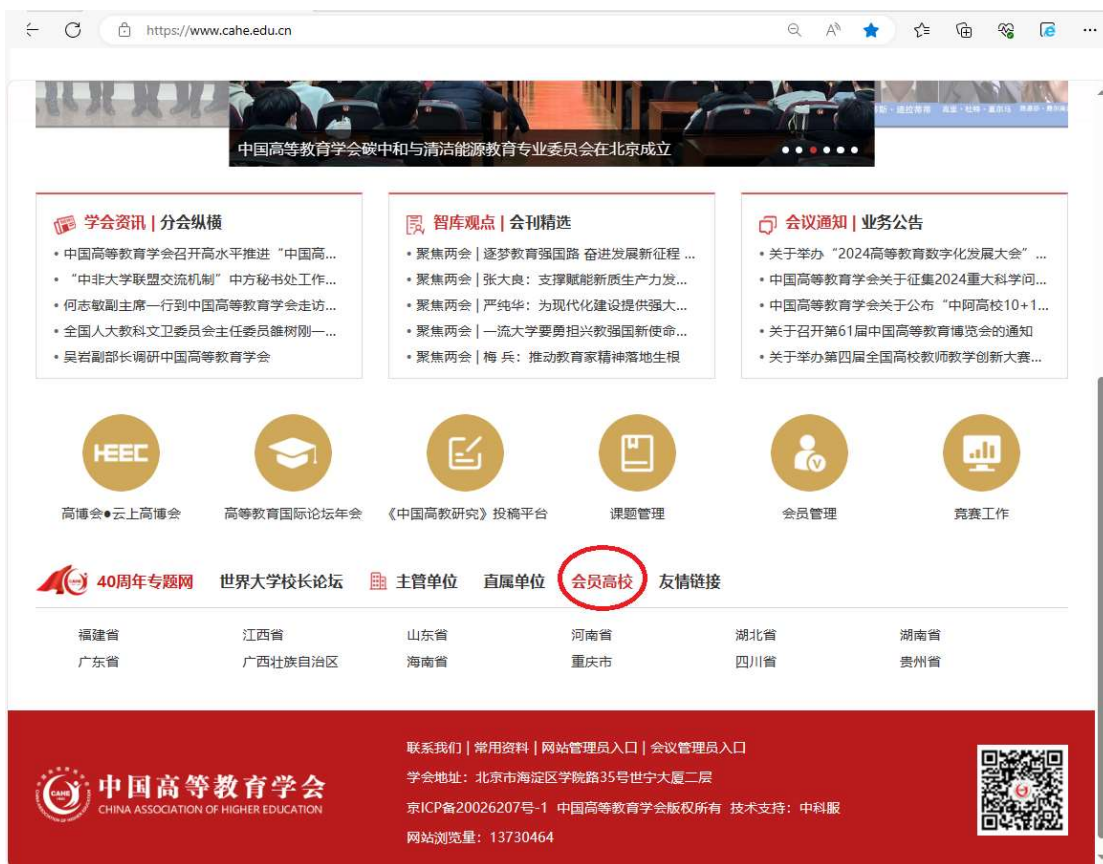 https://www.cahe.edu.cn
中国高等教育学会碳中和与清洁能源教育专业委员会在北京成立
学会资讯 | 分会纵横
• 中国高等教育学会召开高水平推进“中国高...
• “中非大学联盟交流机制”中方秘书处工作...
• 何志敏副主席一行到中国高等教育学会走访...
• 全国人大教科文卫委员会主任委员雒树刚一...
• 吴岩副部长调研中国高等教育学会
智库观点 | 会刊精选
• 聚焦两会 | 逐梦教育强国路 奋进发展新征程 ...
• 聚焦两会 | 张大良：支撑赋能新质生产力发...
• 聚焦两会 | 严纯华：为现代化建设提供强大...
• 聚焦两会 | 一流大学要勇担兴教强国新使命...
• 聚焦两会 | 梅 兵：推动教育家精神落地生根
会议通知 | 业务公告
• 关于举办“2024高等教育数字化发展大会”...
• 中国高等教育学会关于征集2024重大科学问...
• 中国高等教育学会关于公布“中阿高校10+1...
• 关于召开第61届中国高等教育博览会的通知
• 关于举办第四届全国高校教师教学创新大赛...
HEEC
高博会●云上高博会
高等教育国际论坛年会
《中国高教研究》投稿平台
课题管理
会员管理
竞赛工作
40周年专题网 世界大学校长论坛 主管单位 直属单位 会员高校 友情链接
福建省 江西省 山东省 河南省 湖北省 湖南省
广东省 广西壮族自治区 海南省 重庆市 四川省 贵州省
中国高等教育学会
CHINA ASSOCIATION OF HIGHER EDUCATION
联系我们 | 常用资料 | 网站管理员入口 | 会议管理员入口
学会地址：北京市海淀区学院路35号世宁大厦二层
京ICP备20026207号-1 中国高等教育学会版权所有 技术支持：中科服
网站浏览量：13730464